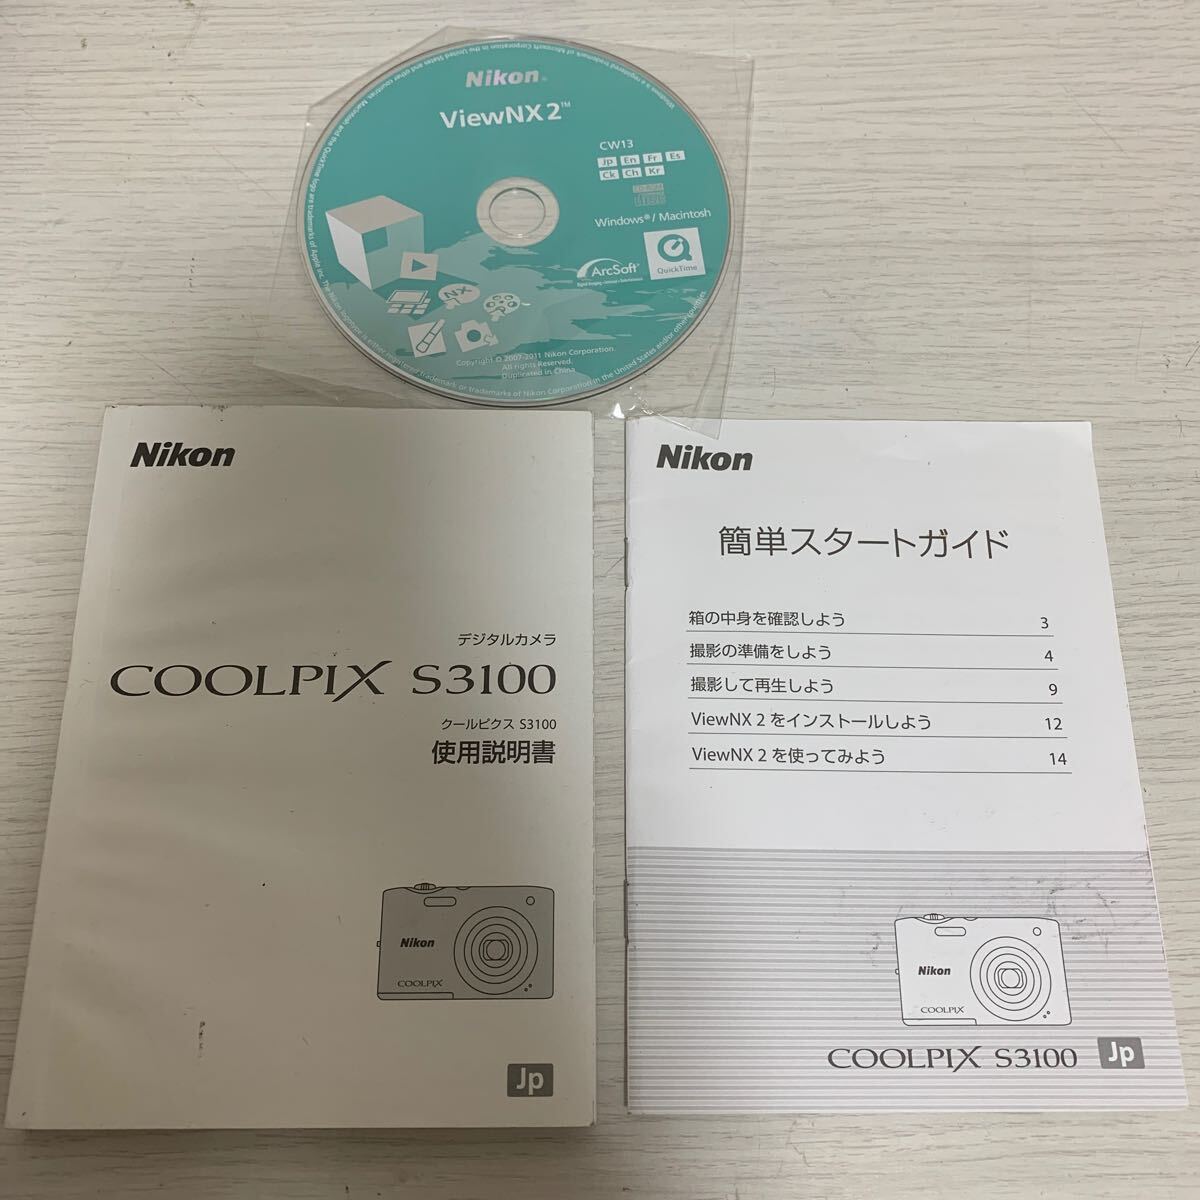 Nikon
ViewNX 2™
CW13
Jp En Fr Es
Ck Ch Kr
Windows® / Macintosh
ArcSoft
QuickTime
NX
Copyright © 2007-2011 Nikon Corporation.
All rights Reserved.
Duplicated in China
Nikon
デジタルカメラ
COOLPIX S3100
クールピクス S3100
使用説明書
Nikon
COOLPIX
Jp
Nikon
簡単スタートガイド
箱の中身を確認しよう 3
撮影の準備をしよう 4
撮影して再生しよう 9
ViewNX 2 をインストールしよう 12
ViewNX 2 を使ってみよう 14
Nikon
COOLPIX
COOLPIX S3100 Jp